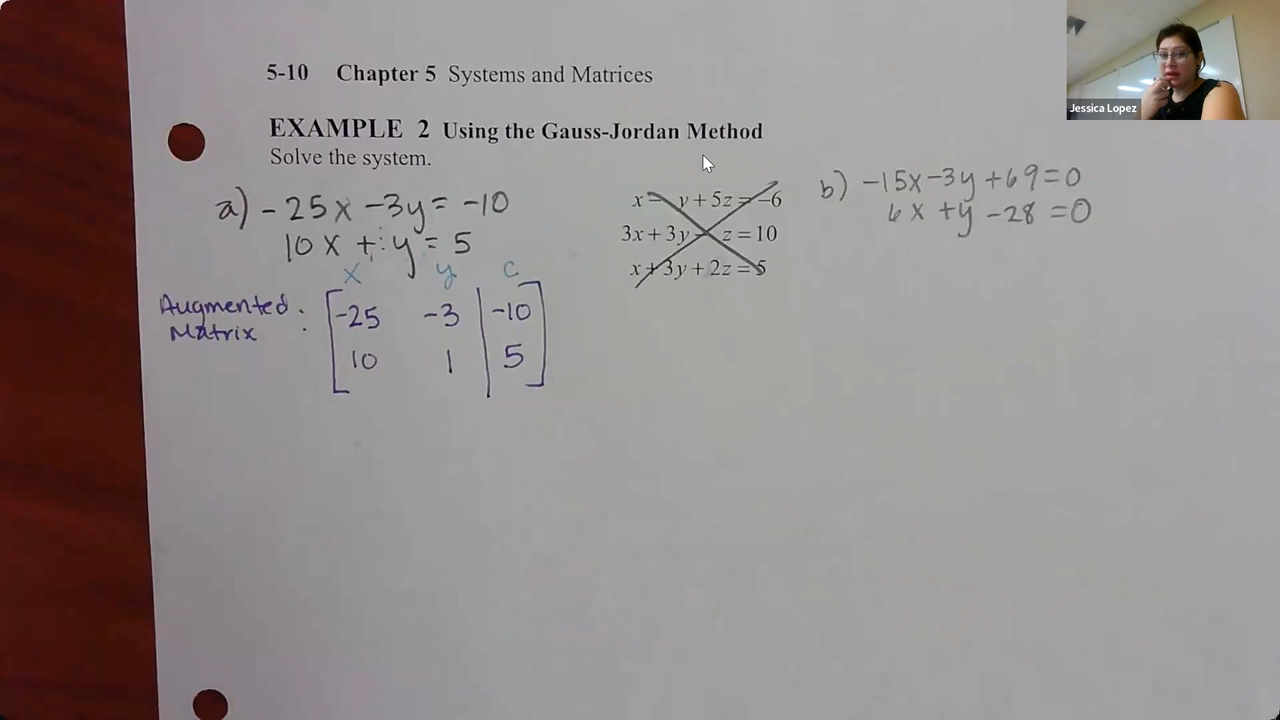 5-10 Chapter 5 Systems and Matrices
EXAMPLE 2 Using the Gauss-Jordan Method
Solve the system.
a) -25x -3y = -10
10x + y = 5
x - y + 5z = -6
3x + 3y - z = 10
x + 3y + 2z = 5
b) -15x -3y +69 = 0
6x + y -28 = 0
x y c
Augmented Matrix :
-25 -3 -10
10 1 5
Jessica Lopez